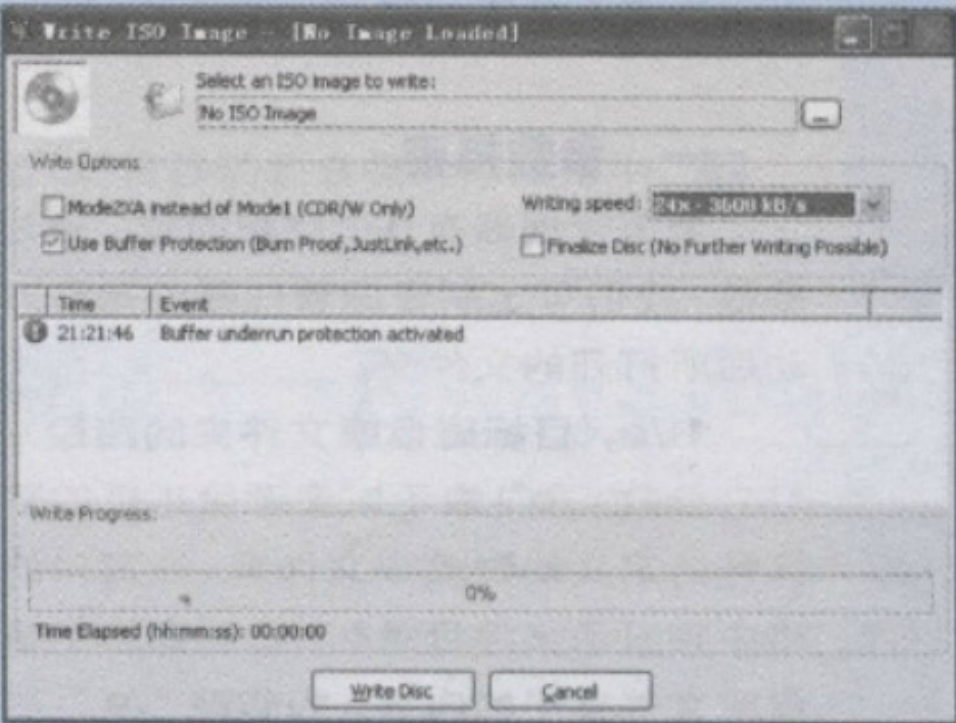 Write ISO Image - [No Image Loaded]
Select an ISO image to write:
No ISO Image
...
Write Options
Mode2XA instead of Mode1 (CDR/W Only)
Writing speed: 24x - 3600 kB/s
Use Buffer Protection (Burn Proof,JustLink,etc.)
Finalize Disc (No Further Writing Possible)
Time Event
21:21:46 Buffer underrun protection activated
Write Progress:
0%
Time Elapsed (hh:mm:ss): 00:00:00
Write Disc Cancel